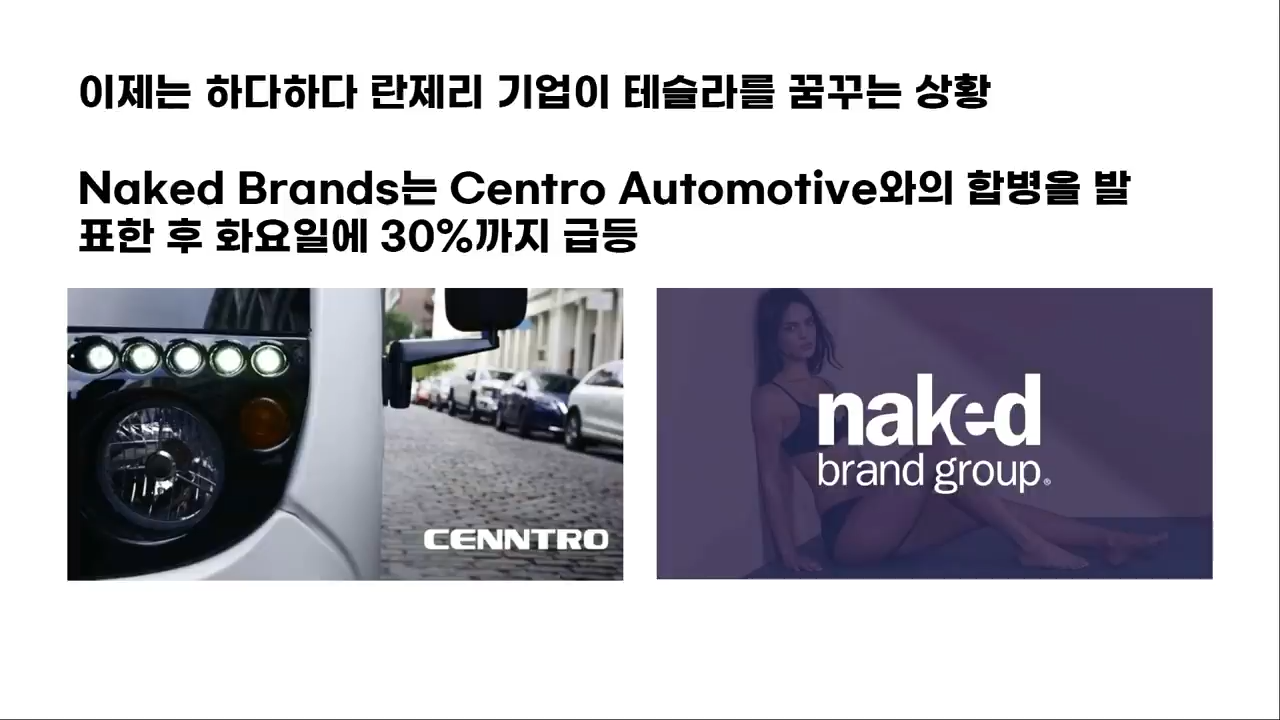 이제는 하다하다 란제리 기업이 테슬라를 꿈꾸는 상황
Naked Brands는 Centro Automotive와의 합병을 발
표한 후 화요일에 30%까지 급등
CENNTRO
naked
brand group®